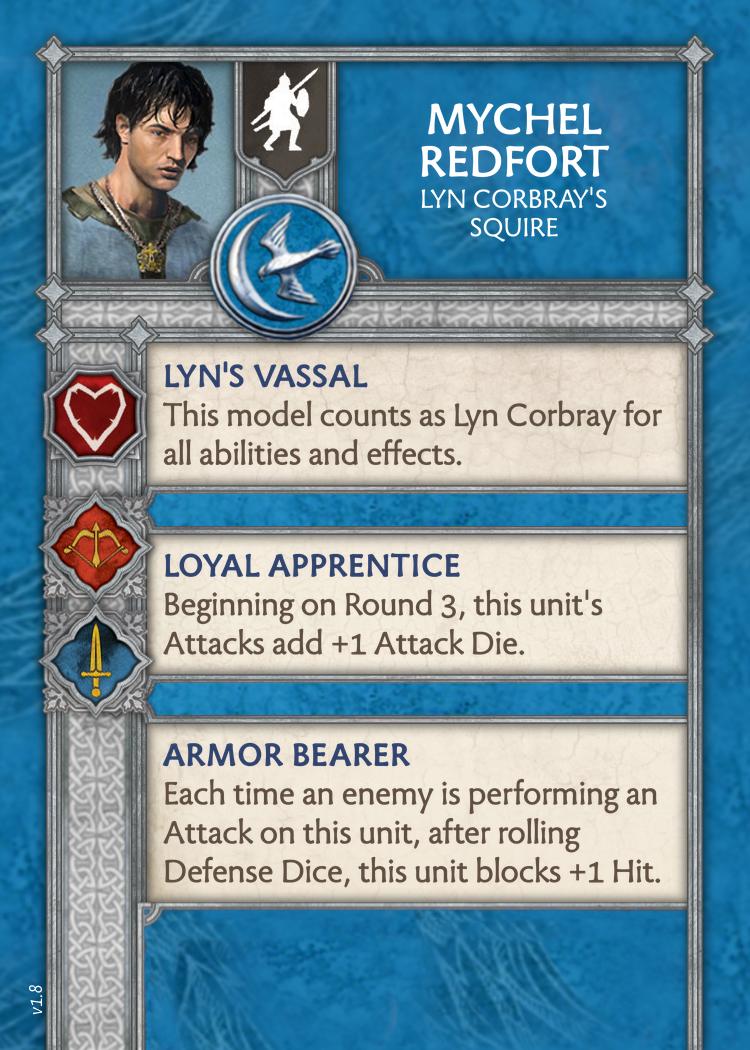 MYCHEL
REDFORT
LYN CORBRAY'S
SQUIRE
LYN'S VASSAL
This model counts as Lyn Corbray for
all abilities and effects.
LOYAL APPRENTICE
Beginning on Round 3, this unit's
Attacks add +1 Attack Die.
ARMOR BEARER
Each time an enemy is performing an
Attack on this unit, after rolling
Defense Dice, this unit blocks +1 Hit.
v1.8